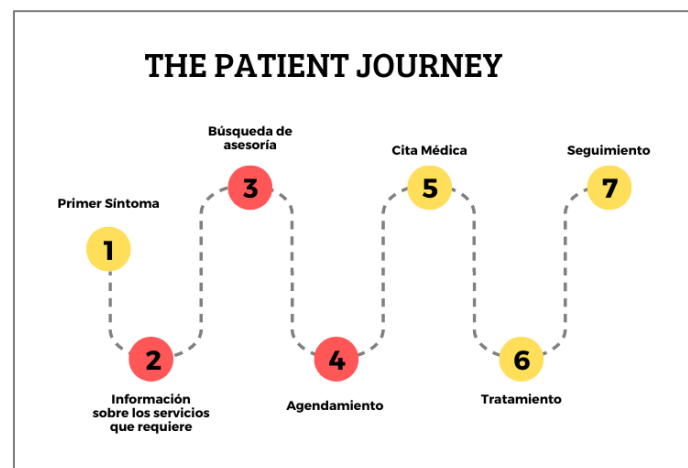 THE PATIENT JOURNEY
Primer Síntoma
1
2
Información
sobre los servicios
que requiere
Búsqueda de
asesoría
3
4
Agendamiento
Cita Médica
5
6
Tratamiento
Seguimiento
7